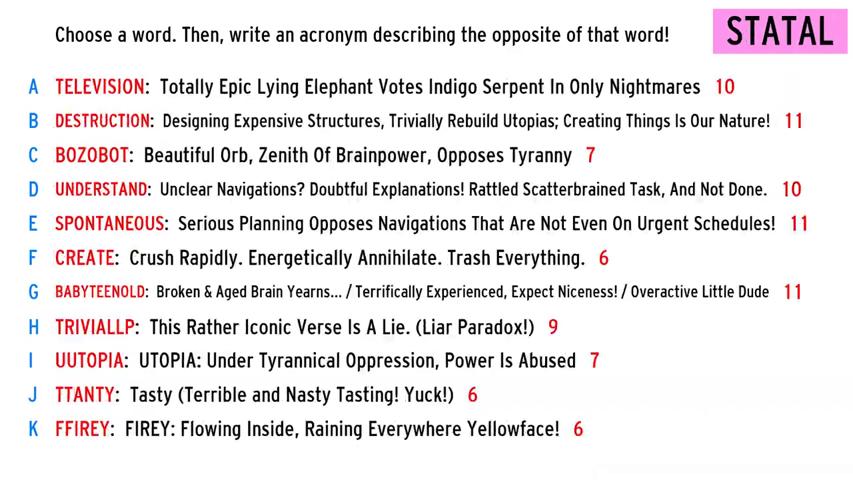 Choose a word. Then, write an acronym describing the opposite of that word!
STATAL
A TELEVISION: Totally Epic Lying Elephant Votes Indigo Serpent In Only Nightmares 10
B DESTRUCTION: Designing Expensive Structures, Trivially Rebuild Utopias; Creating Things Is Our Nature! 11
C BOZOBOT: Beautiful Orb, Zenith Of Brainpower, Opposes Tyranny 7
D UNDERSTAND: Unclear Navigations? Doubtful Explanations! Rattled Scatterbrained Task, And Not Done. 10
E SPONTANEOUS: Serious Planning Opposes Navigations That Are Not Even On Urgent Schedules! 11
F CREATE: Crush Rapidly. Energetically Annihilate. Trash Everything. 6
G BABYTEENOLD: Broken & Aged Brain Yearns... / Terrifically Experienced, Expect Niceness! / Overactive Little Dude 11
H TRIVIALLP: This Rather Iconic Verse Is A Lie. (Liar Paradox!) 9
I UUTOPIA: UTOPIA: Under Tyrannical Oppression, Power Is Abused 7
J TTANTY: Tasty (Terrible and Nasty Tasting! Yuck!) 6
K FFIREY: FIREY: Flowing Inside, Raining Everywhere Yellowface! 6